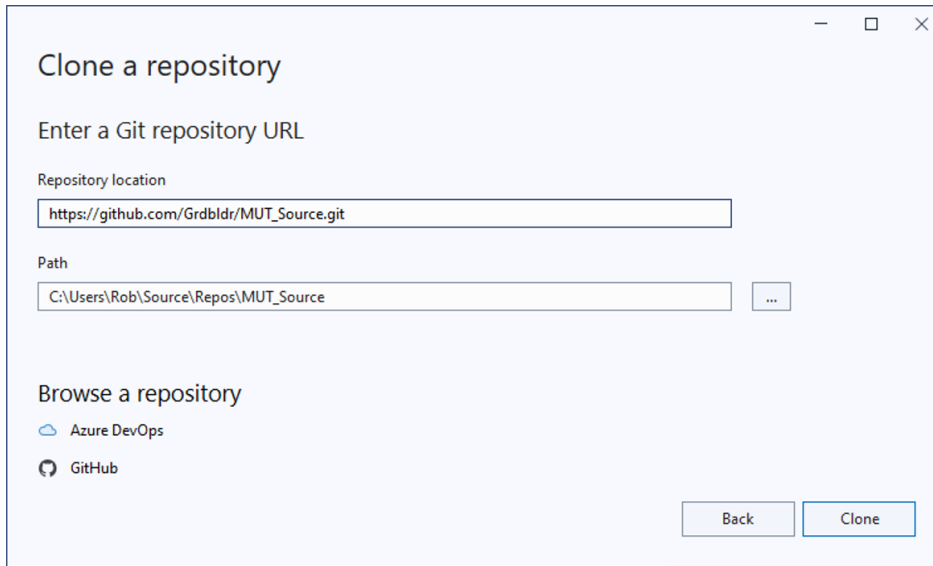 Clone a repository
Enter a Git repository URL
Repository location
https://github.com/Grdbldr/MUT_Source.git
Path
C:\Users\Rob\Source\Repos\MUT_Source
...
Browse a repository
Azure DevOps
GitHub
Back
Clone